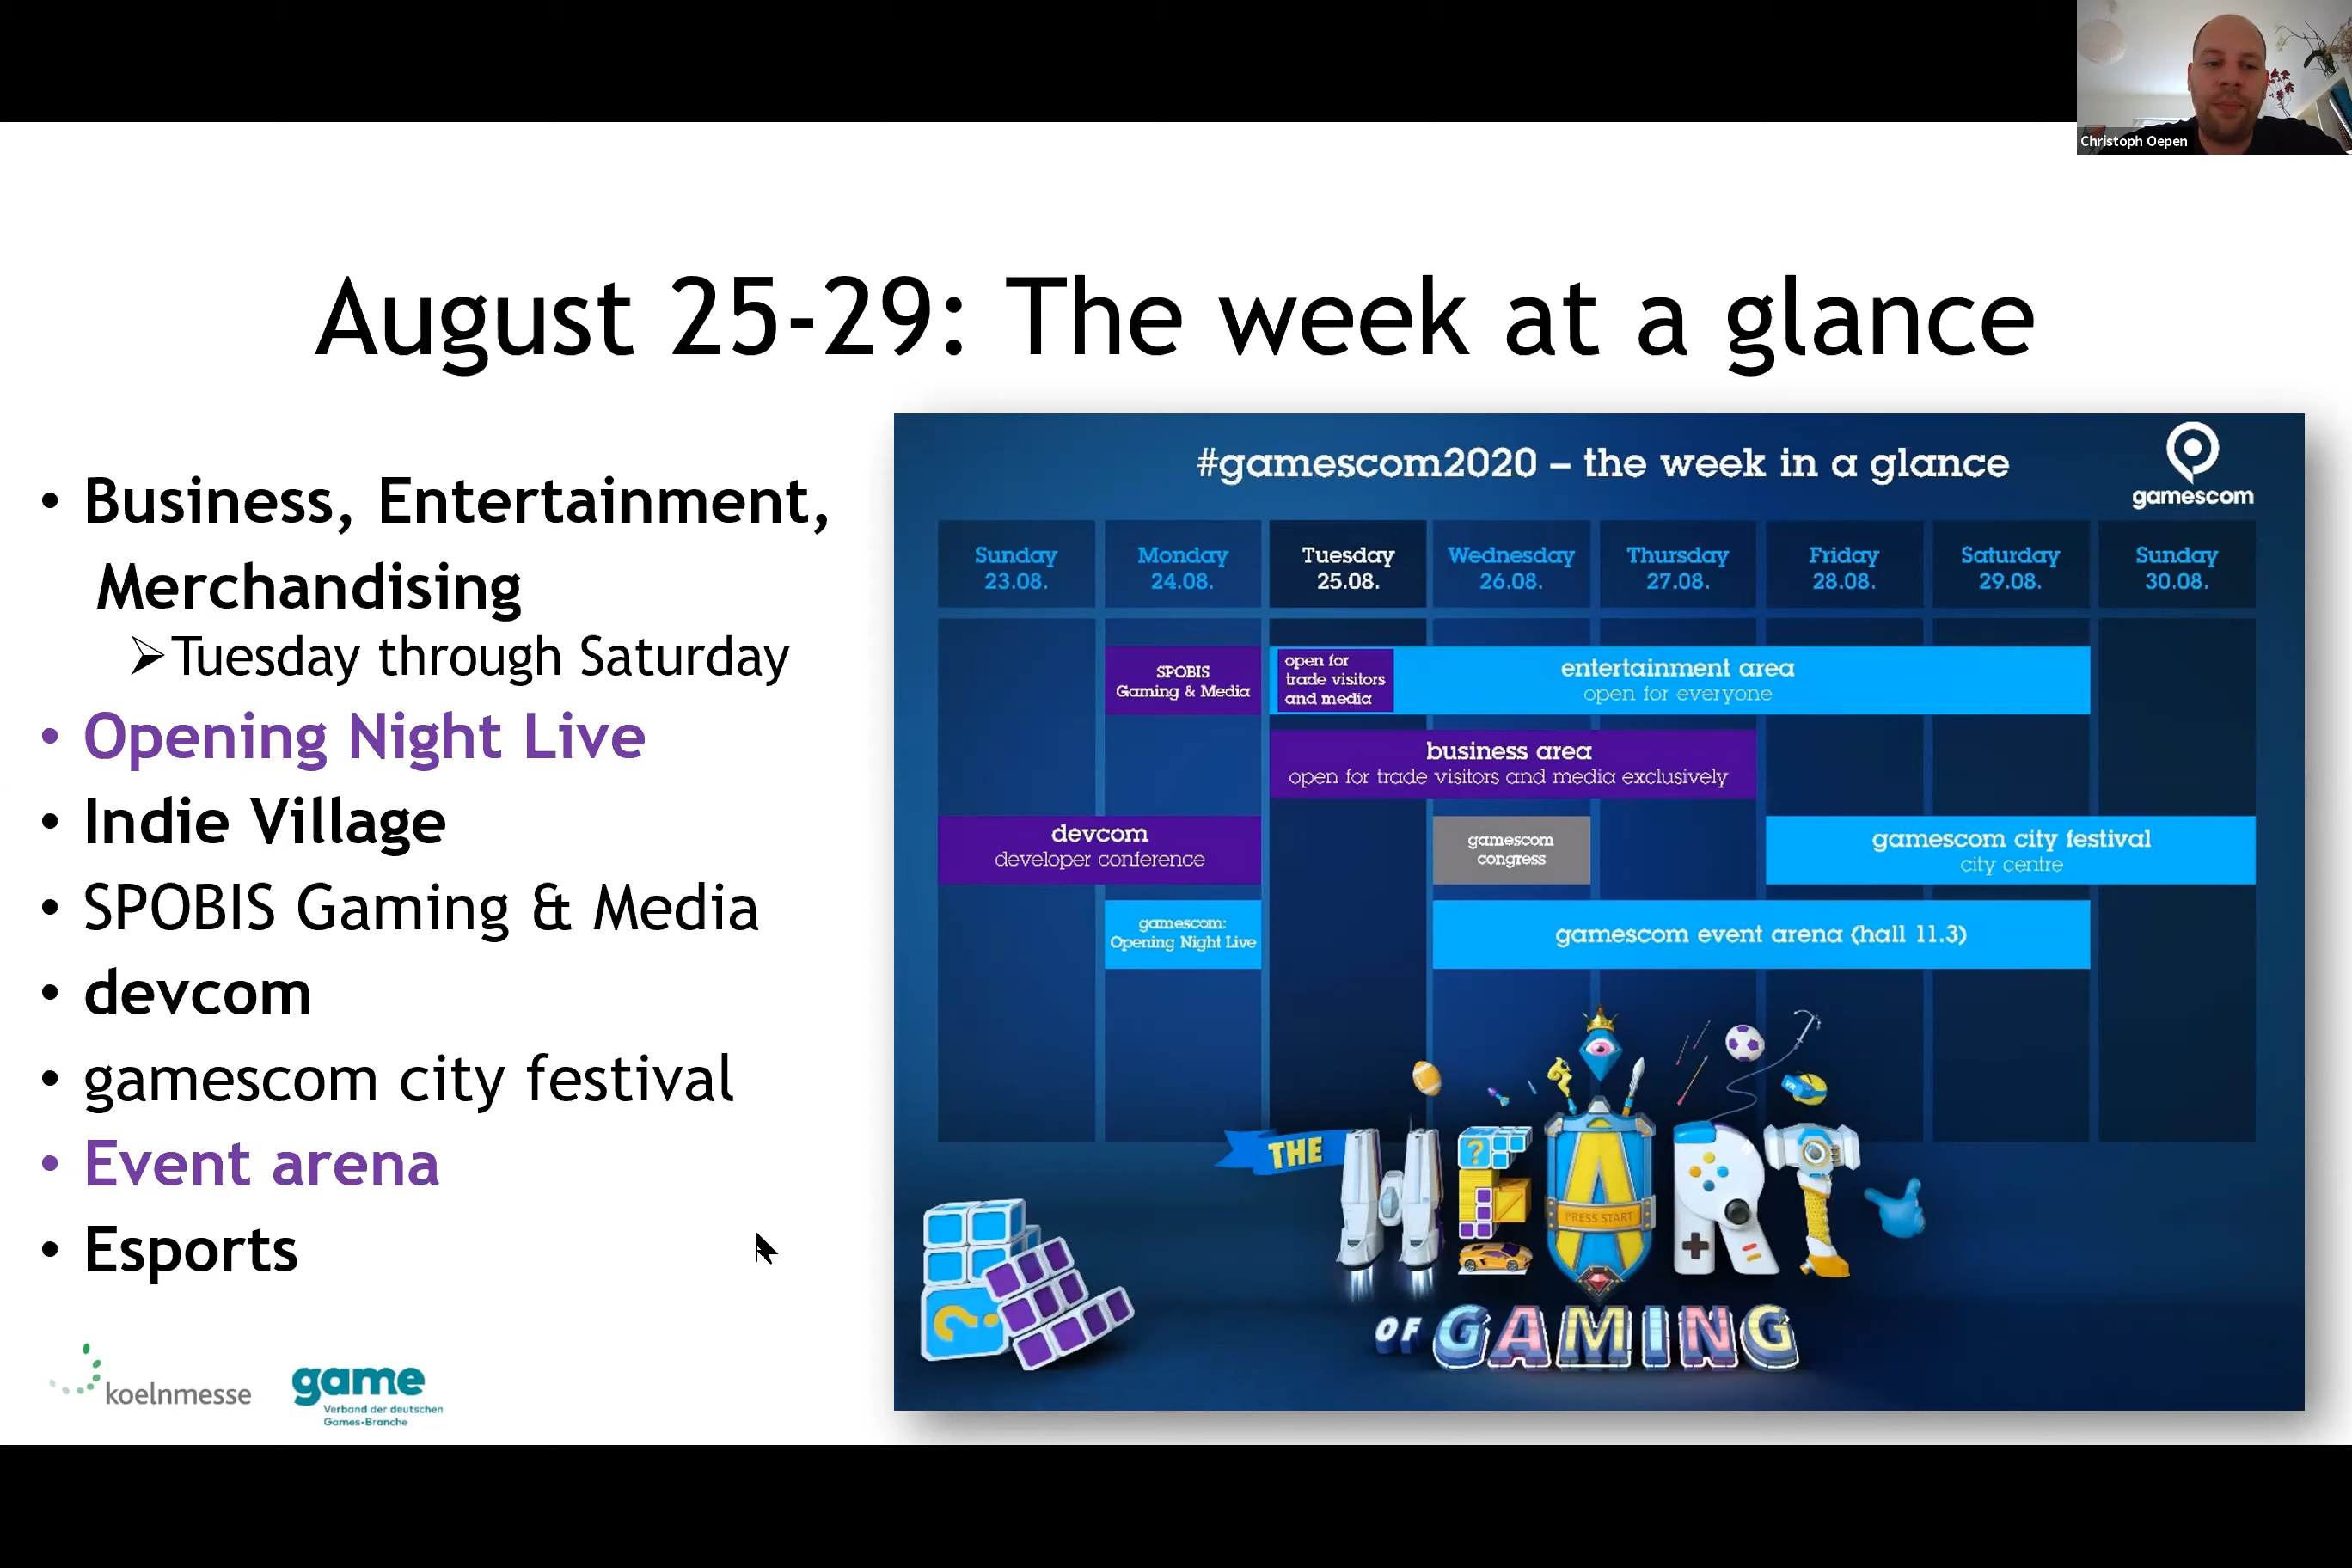 Christoph Oepen
August 25-29: The week at a glance
• Business, Entertainment,
Merchandising
➢Tuesday through Saturday
• Opening Night Live
• Indie Village
• SPOBIS Gaming & Media
• devcom
• gamescom city festival
• Event arena
• Esports
koelnmesse
game
Verband der deutschen
Games-Branche
#gamescom2020 – the week in a glance
gamescom
Sunday
23.08.
Monday
24.08.
Tuesday
25.08.
Wednesday
26.08.
Thursday
27.08.
Friday
28.08.
Saturday
29.08.
Sunday
30.08.
SPOBIS
Gaming & Media
open for
trade visitors
and media
entertainment area
open for everyone
business area
open for trade visitors and media exclusively
devcom
developer conference
gamescom
congress
gamescom city festival
city centre
gamescom:
Opening Night Live
gamescom event arena (hall 11.3)
THE
HEART
PRESS START
OF GAMING
?
?
VR